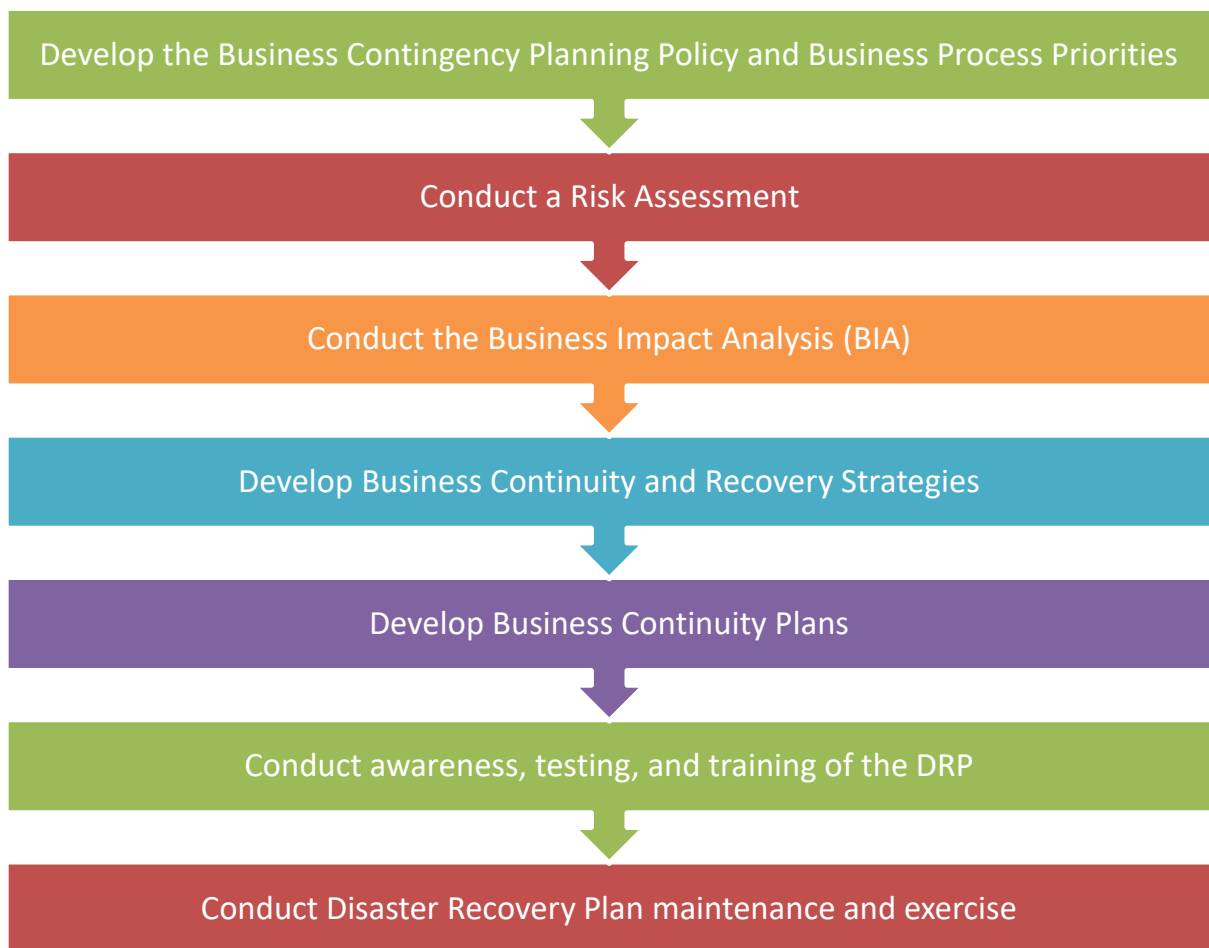 Develop the Business Contingency Planning Policy and Business Process Priorities
Conduct a Risk Assessment
Conduct the Business Impact Analysis (BIA)
Develop Business Continuity and Recovery Strategies
Develop Business Continuity Plans
Conduct awareness, testing, and training of the DRP
Conduct Disaster Recovery Plan maintenance and exercise